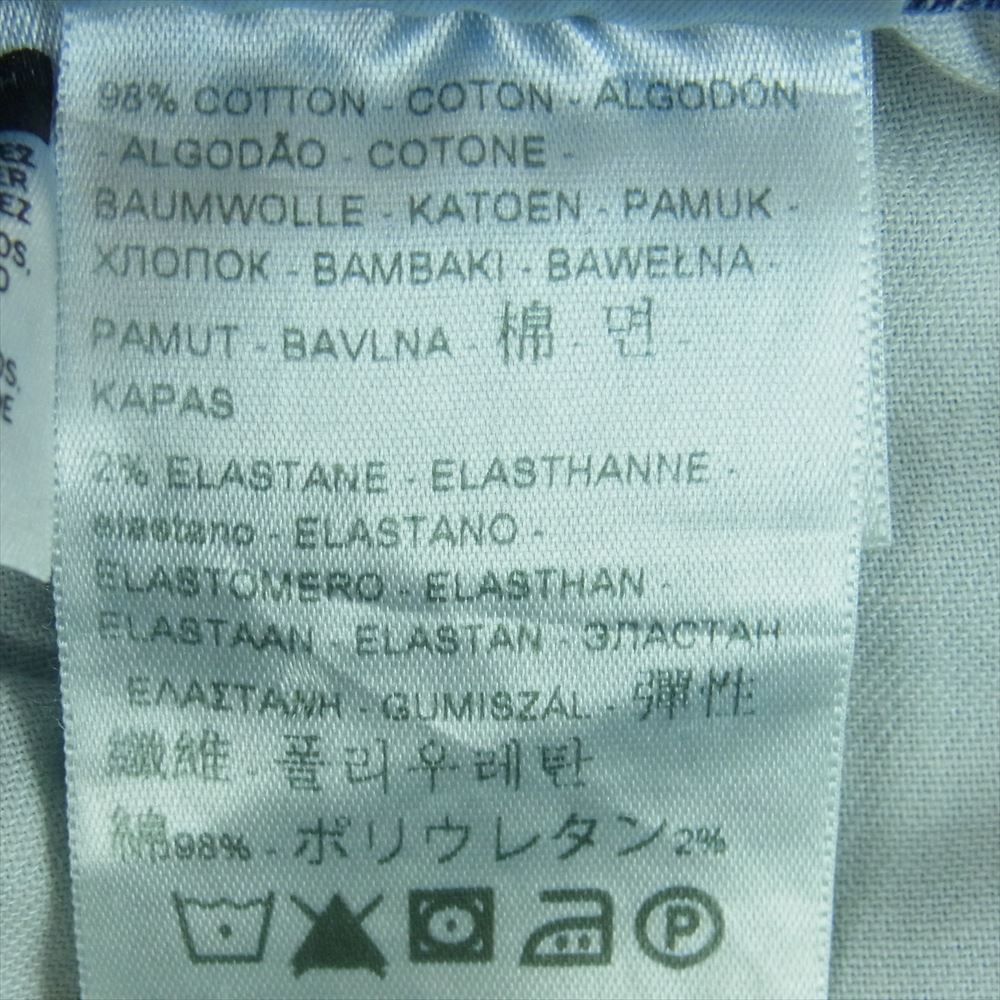 98% COTTON - COTON - ALGODÓN
- ALGODÃO - COTONE -
BAUMWOLLE - KATOEN - PAMUK -
ХЛОПОК - BAMBAKI - BAWEŁNA -
PAMUT - BAVLNA - 棉 - 면 -
KAPAS
2% ELASTANE - ELASTHANNE -
elastano - ELASTANO -
ELASTOMERO - ELASTHAN -
ELASTAAN - ELASTAN - ЭЛАСТАН
ΕΛΑΣΤΑΝΗ - GUMISZÁL - 彈性
纖維 - 폴리우레탄
綿98% - ポリウレタン2%
P